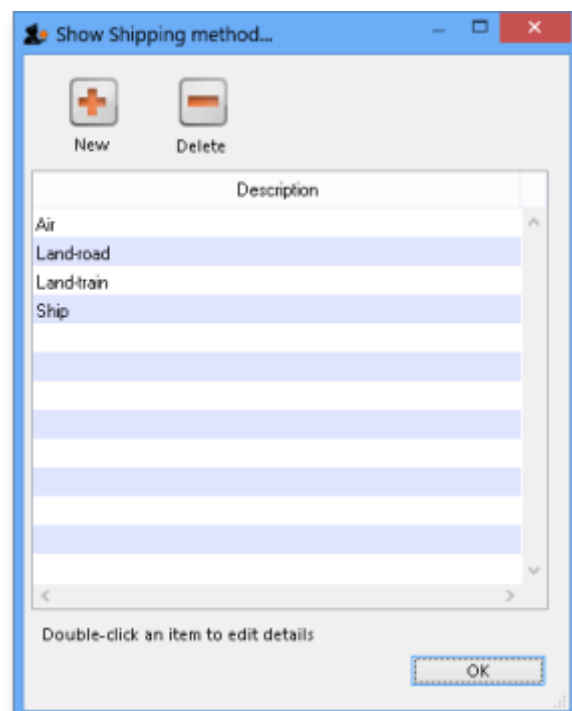 Show Shipping method...
New Delete
Description
Air
Land-road
Land-train
Ship
Double-click an item to edit details
OK